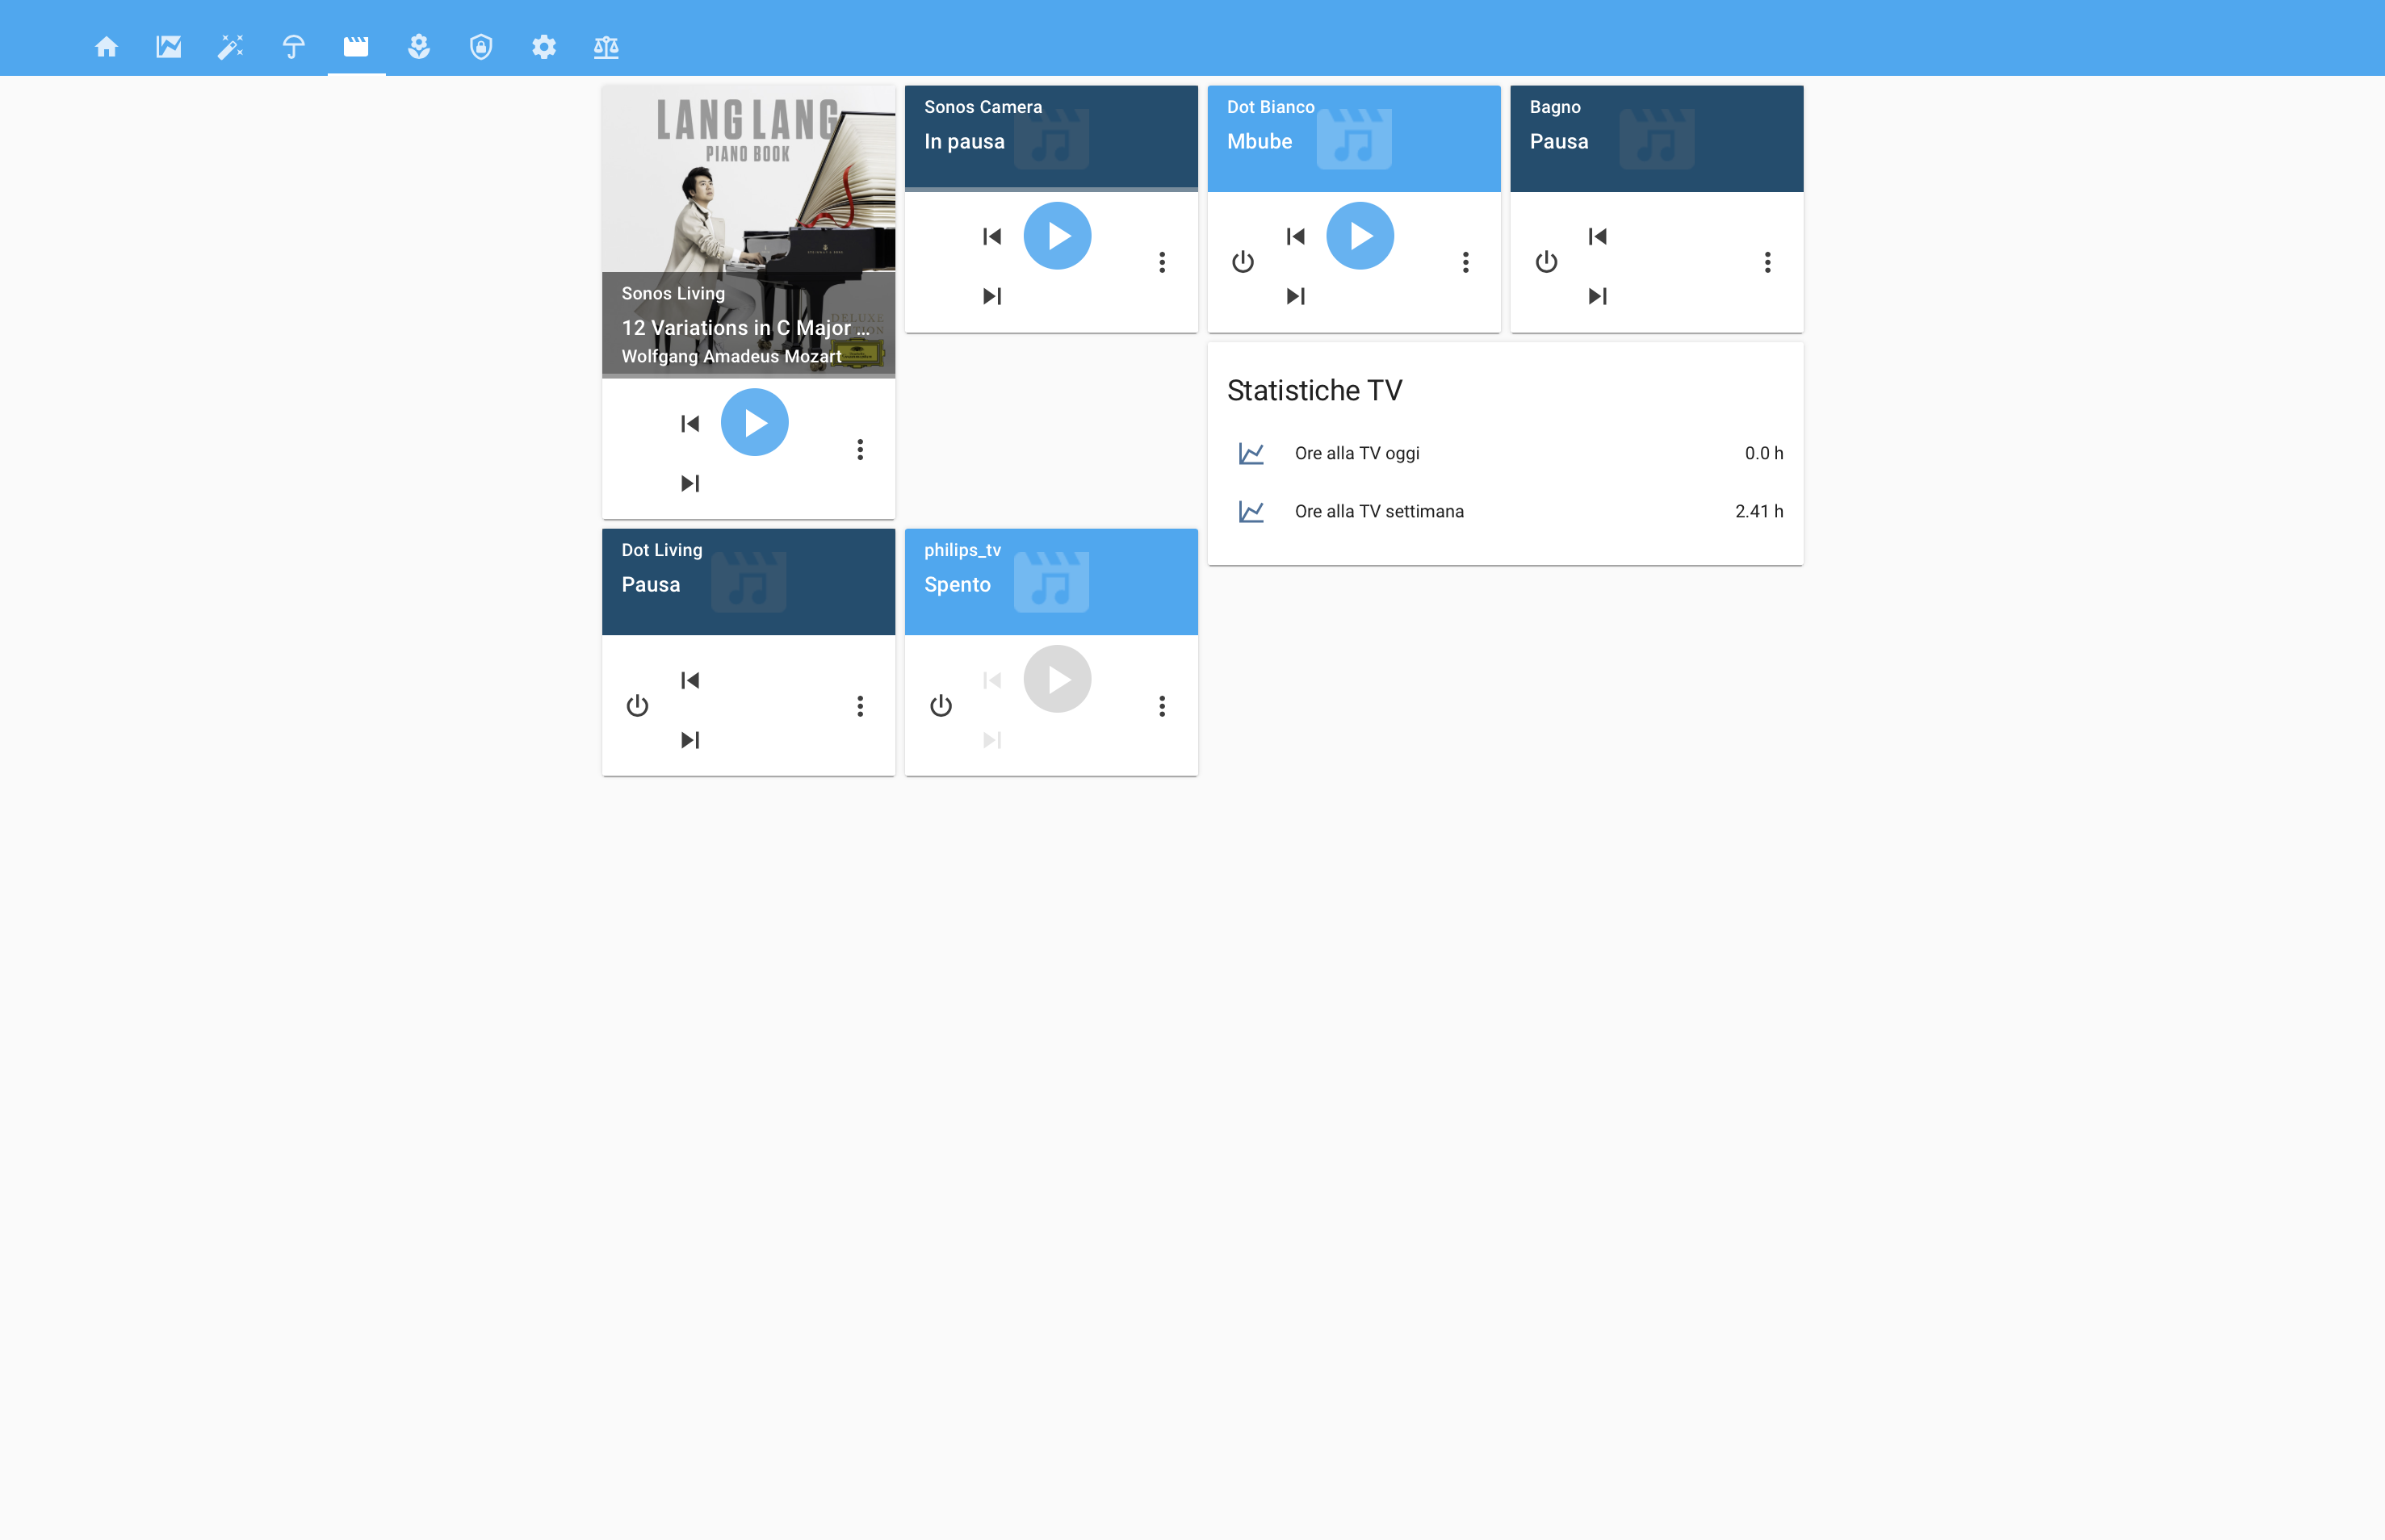 LANG LANG
PIANO BOOK
DELUXE
Sonos Living
12 Variations in C Major ...
Wolfgang Amadeus Mozart
Sonos Camera
In pausa
Dot Bianco
Mbube
Bagno
Pausa
Statistiche TV
Ore alla TV oggi
0.0 h
Ore alla TV settimana
2.41 h
Dot Living
Pausa
philips_tv
Spento